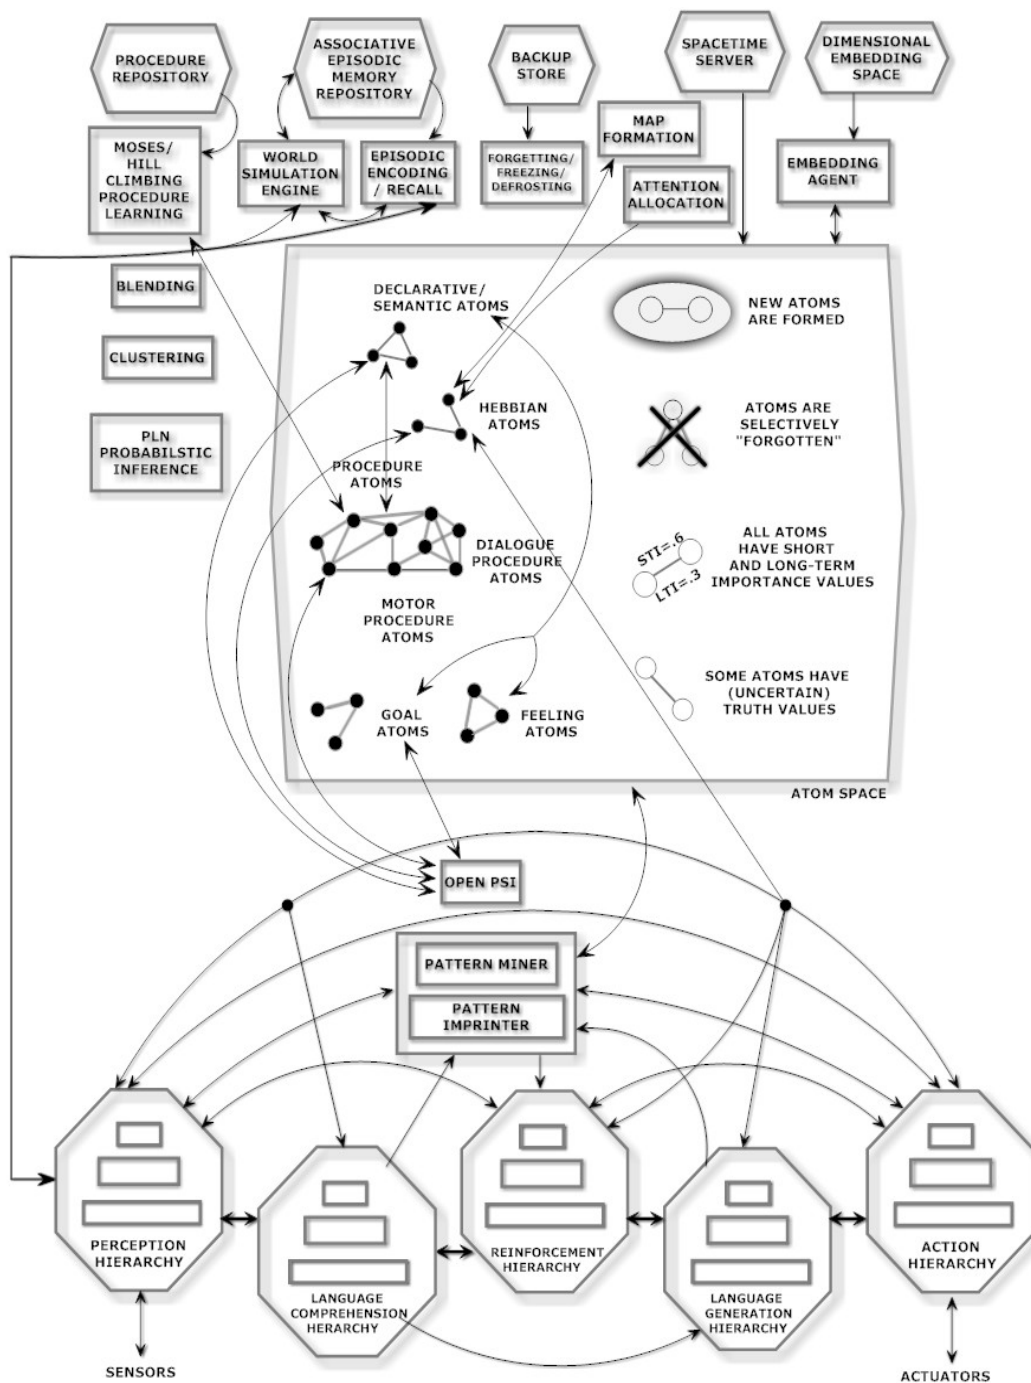 PROCEDURE
REPOSITORY
ASSOCIATIVE
EPISODIC
MEMORY
REPOSITORY
BACKUP
STORE
SPACETIME
SERVER
DIMENSIONAL
EMBEDDING
SPACE
MOSES/
HILL
CLIMBING
PROCEDURE
LEARNING
WORLD
SIMULATION
ENGINE
EPISODIC
ENCODING
/ RECALL
FORGETTING/
FREEZING/
DEFROSTING
MAP
FORMATION
ATTENTION
ALLOCATION
EMBEDDING
AGENT
BLENDING
CLUSTERING
PLN
PROBABILSTIC
INFERENCE
DECLARATIVE/
SEMANTIC ATOMS
HEBBIAN
ATOMS
PROCEDURE
ATOMS
DIALOGUE
PROCEDURE
ATOMS
MOTOR
PROCEDURE
ATOMS
GOAL
ATOMS
FEELING
ATOMS
NEW ATOMS
ARE FORMED
ATOMS ARE
SELECTIVELY
"FORGOTTEN"
STI=.6
LTI=.3
ALL ATOMS
HAVE SHORT
AND LONG-TERM
IMPORTANCE VALUES
SOME ATOMS HAVE
(UNCERTAIN)
TRUTH VALUES
ATOM SPACE
OPEN PSI
PATTERN MINER
PATTERN
IMPRINTER
PERCEPTION
HIERARCHY
LANGUAGE
COMPREHENSION
HERARCHY
REINFORCEMENT
HIERARCHY
LANGUAGE
GENERATION
HIERARCHY
ACTION
HIERARCHY
SENSORS
ACTUATORS